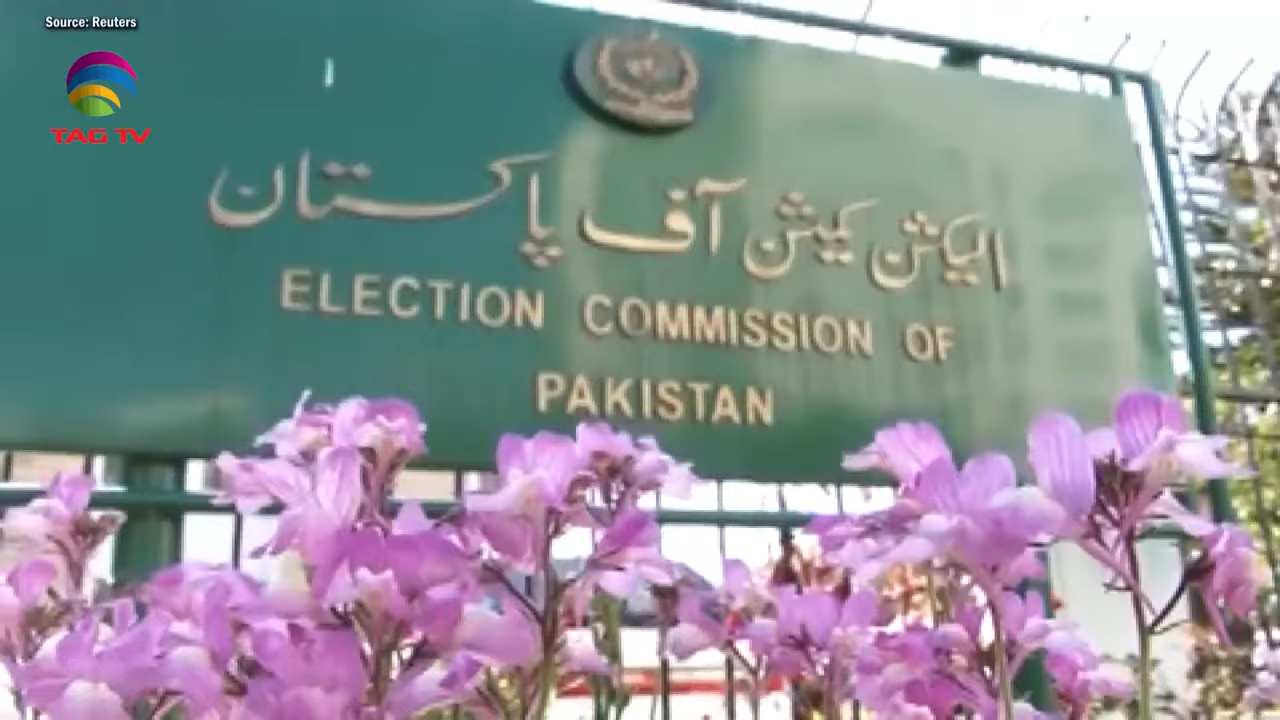 Source: Reuters
TAG TV
الیکشن کمیشن آف پاکستان
ELECTION COMMISSION OF
PAKISTAN